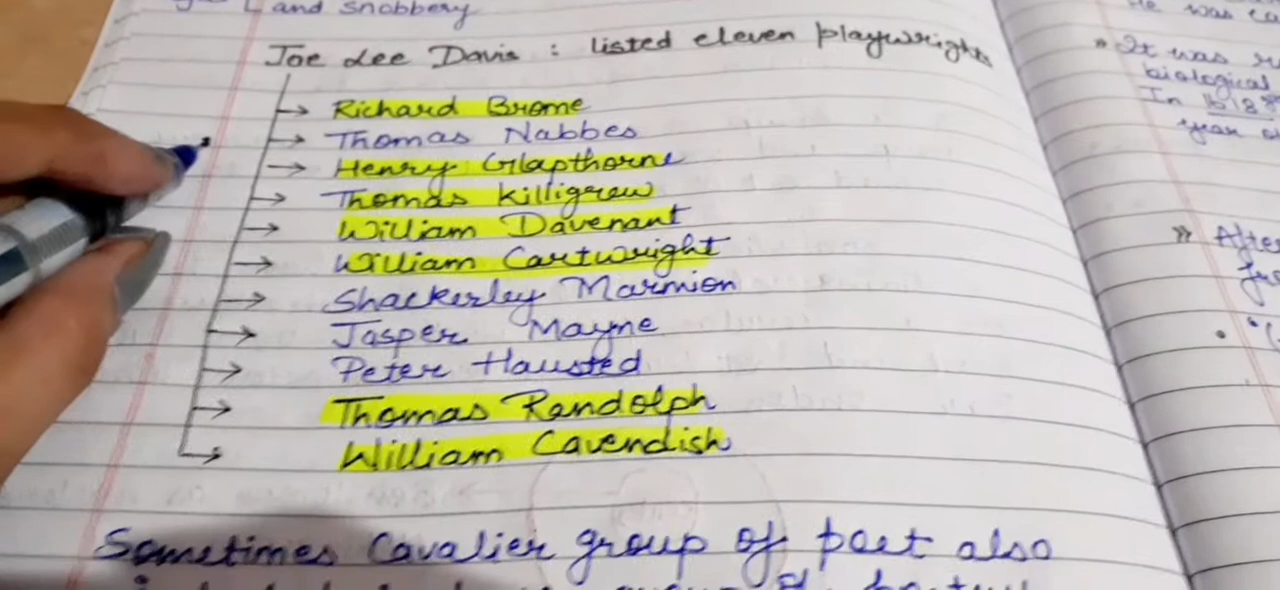 and snobbery
Joe Lee Davis : listed eleven playwrights
→ Richard Brome
→ Thomas Nabbes
→ Henry Glapthorne
→ Thomas Killigrew
→ William Davenant
→ William Cartwright
→ Shackerley Marmion
→ Jasper Mayne
→ Peter Hausted
→ Thomas Randolph
→ William Cavendish
Sometimes Cavalier group of poet also
He was
» It was
biological
In 1618
year
» After